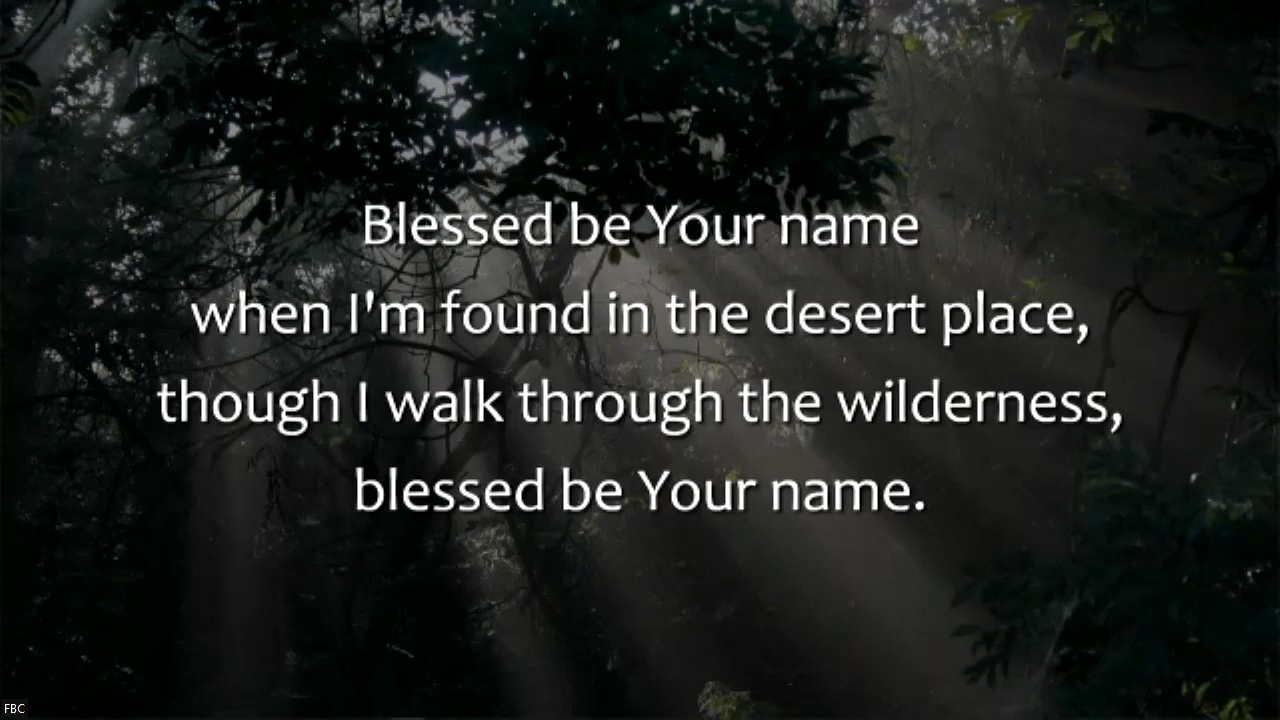 Blessed be Your name
when I'm found in the desert place,
though I walk through the wilderness,
blessed be Your name.
FBC